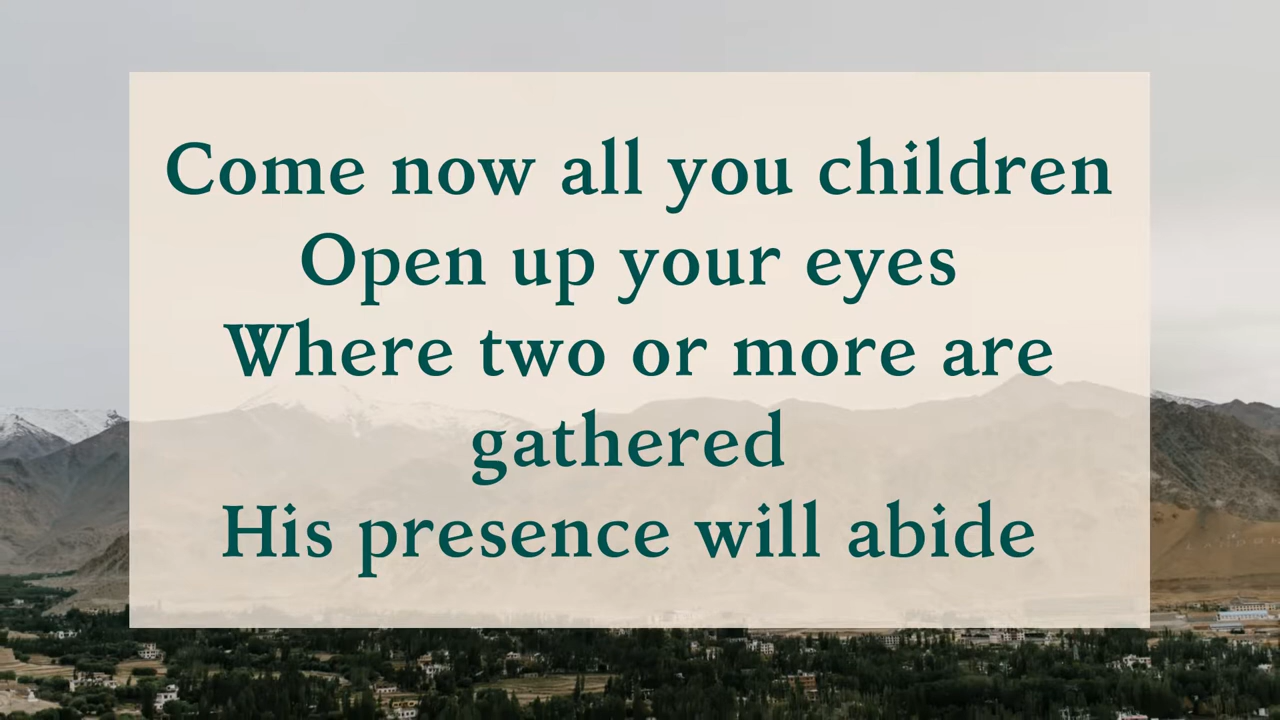 Come now all you children
Open up your eyes
Where two or more are
gathered
His presence will abide